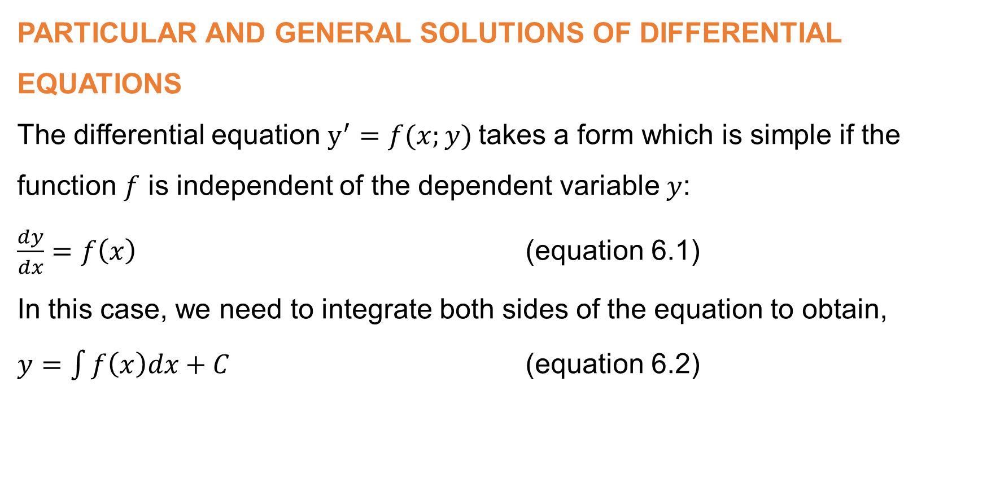 PARTICULAR AND GENERAL SOLUTIONS OF DIFFERENTIAL
EQUATIONS
The differential equation y′ = f(x; y) takes a form which is simple if the
function f is independent of the dependent variable y:
dy/dx = f(x) (equation 6.1)
In this case, we need to integrate both sides of the equation to obtain,
y = ∫ f(x)dx + C (equation 6.2)